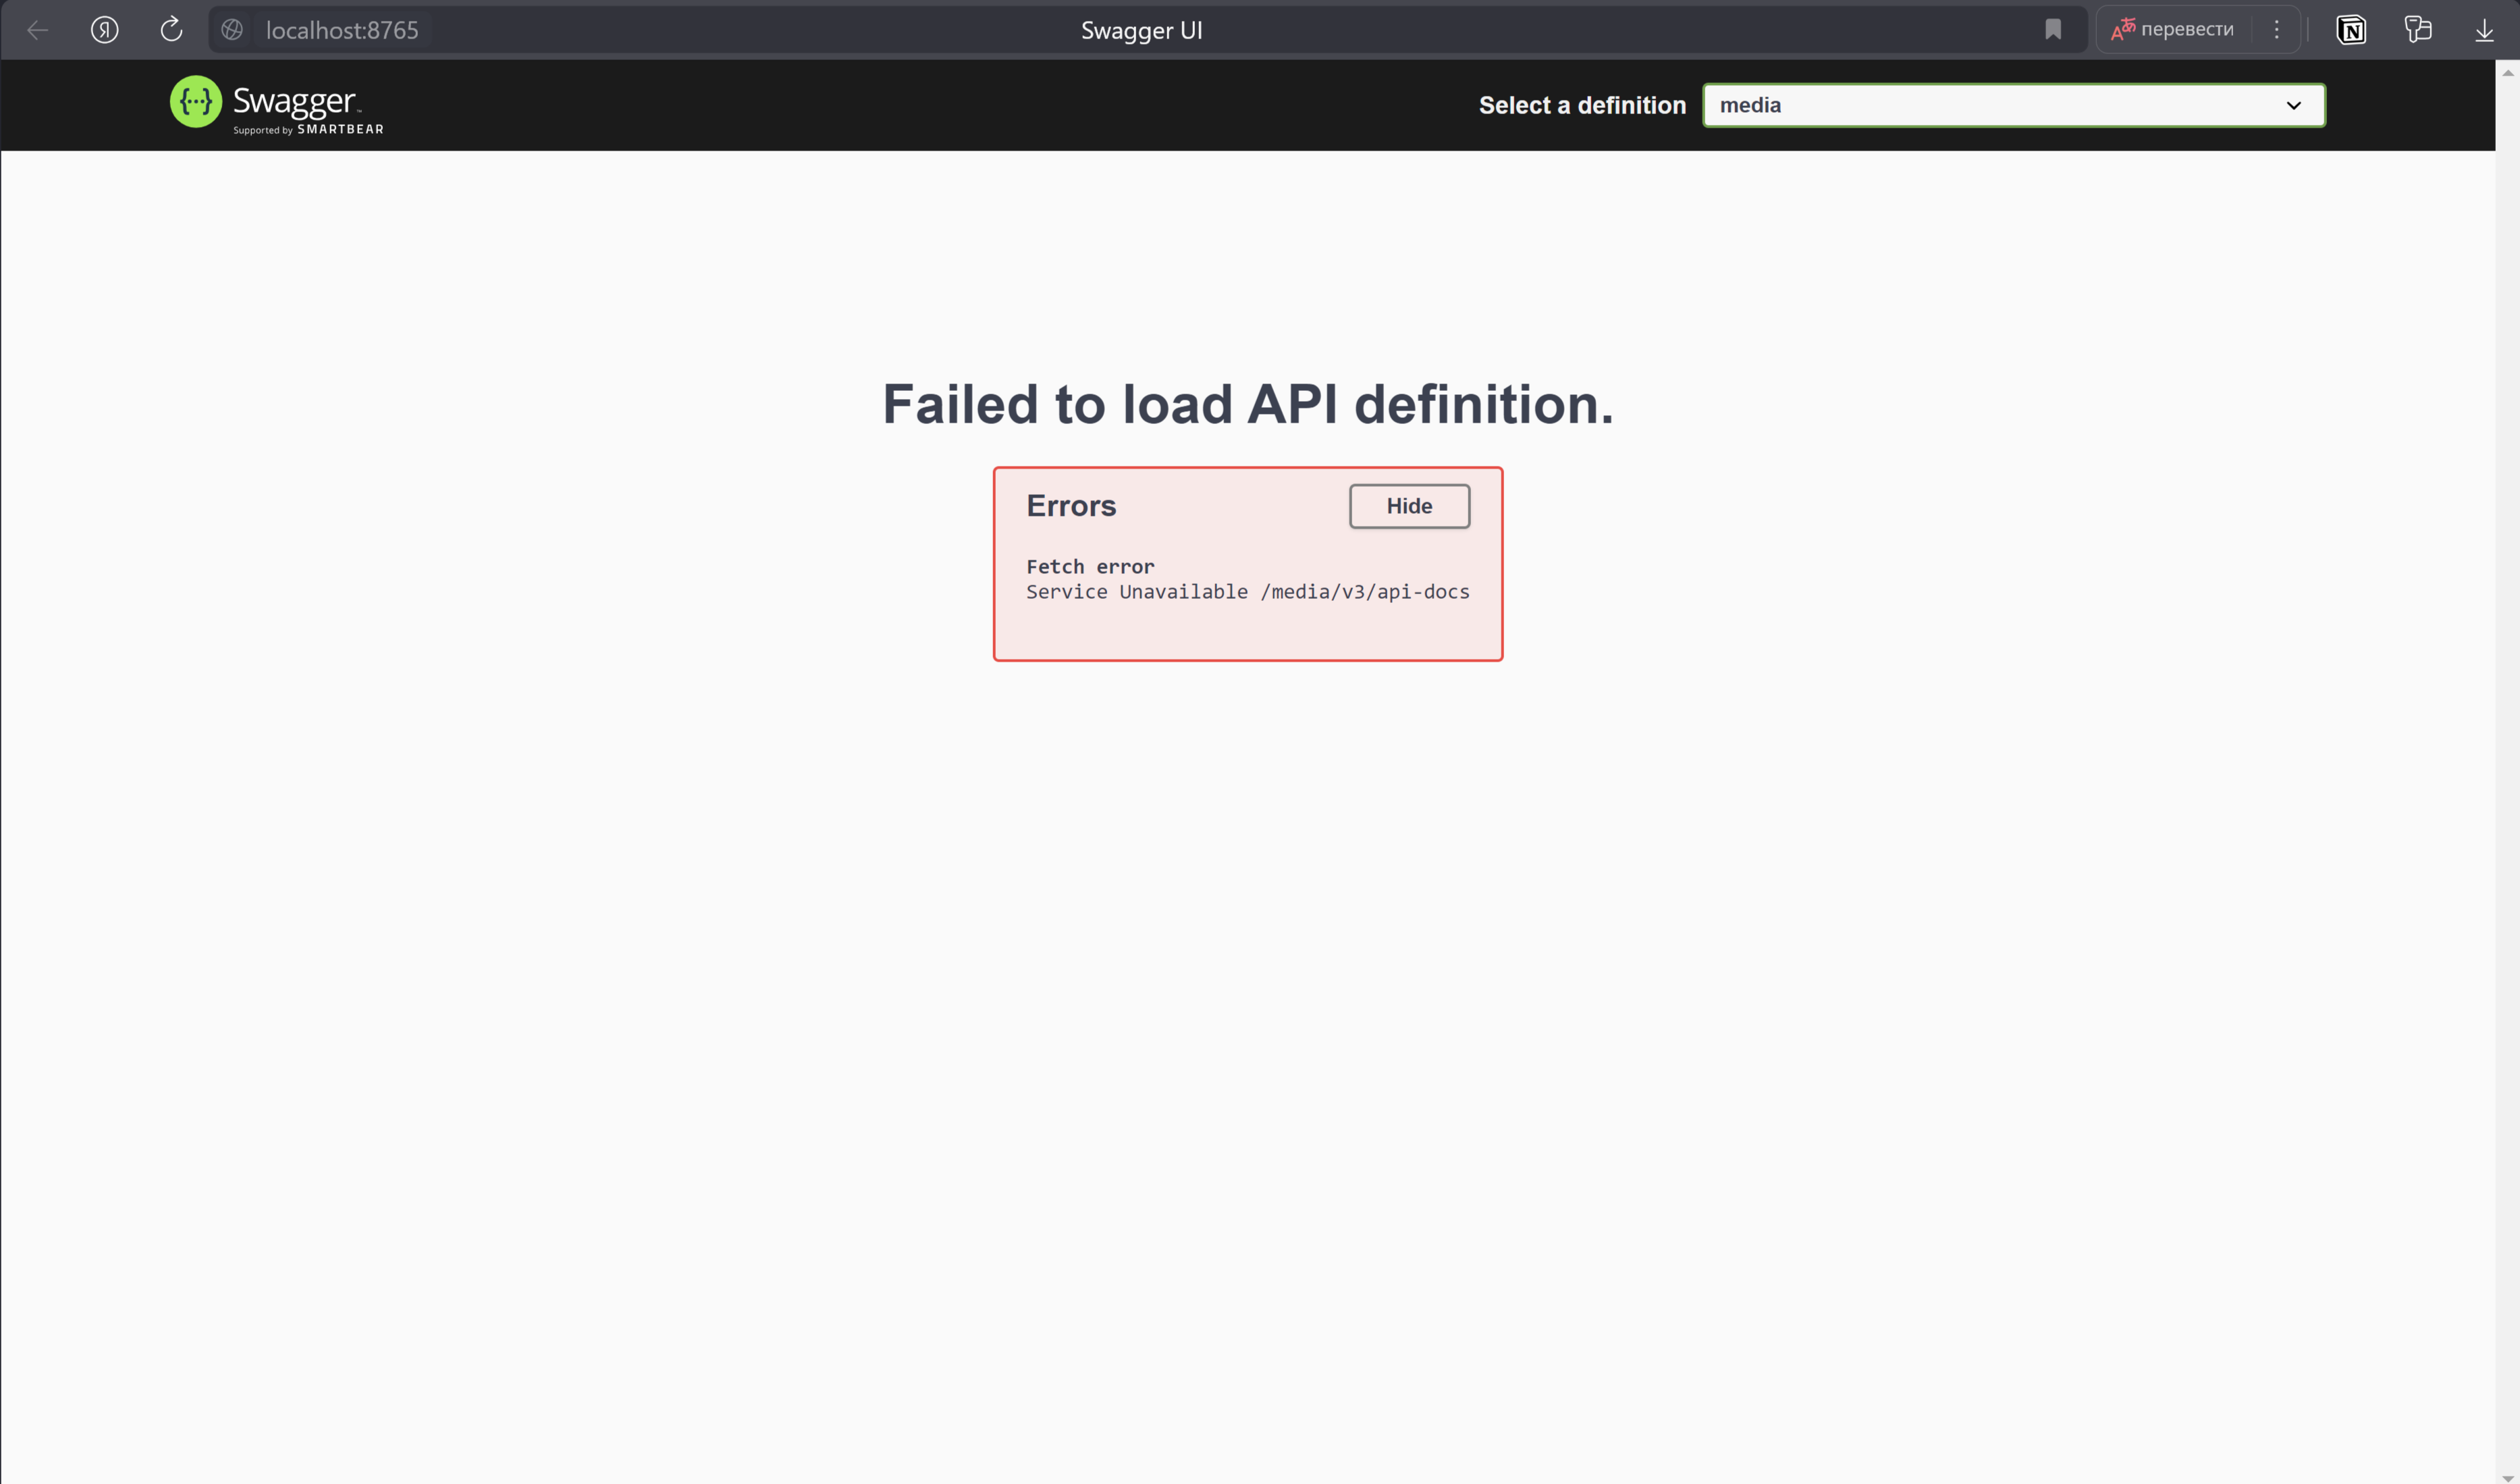 localhost:8765
Swagger UI
перевести
Swagger
Supported by SMARTBEAR
Select a definition
media
Failed to load API definition.
Errors
Hide
Fetch error
Service Unavailable /media/v3/api-docs